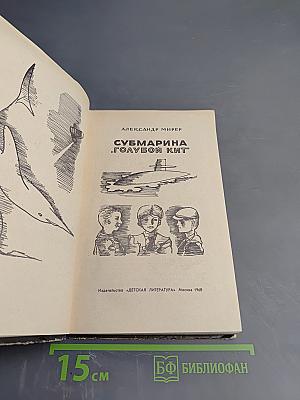 АЛЕКСАНДР МИРЕР
СУБМАРИНА
„ГОЛУБОЙ КИТ"
Издательство «ДЕТСКАЯ ЛИТЕРАТУРА» Москва 1968
15 см
БФ БИБЛИОФАН